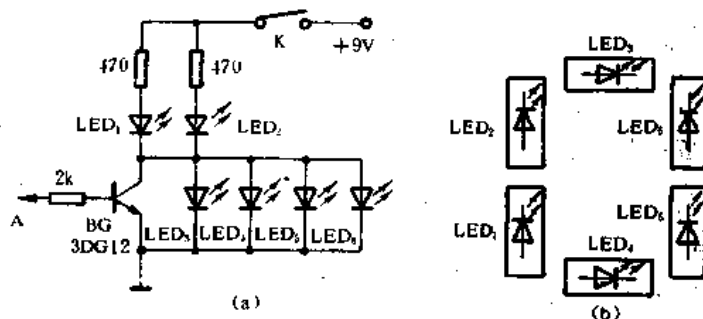 K
+9V
470
470
LED₁
LED₂
2k
A
BG
3DG12
LED₃
LED₄
LED₅
LED₆
(a)
LED₃
LED₂
LED₅
LED₁
LED₆
LED₄
(b)